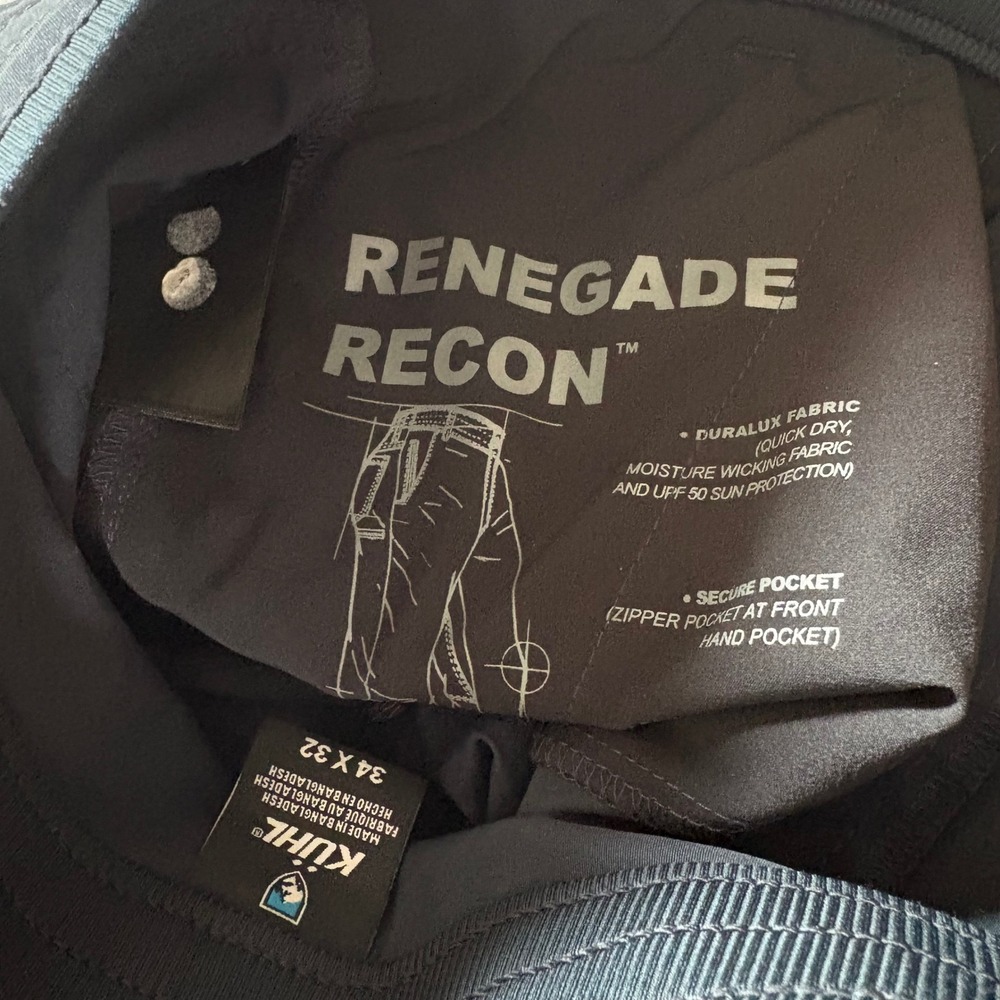 RENEGADE
RECON™
• DURALUX FABRIC
(QUICK DRY,
MOISTURE WICKING FABRIC
AND UPF 50 SUN PROTECTION)
• SECURE POCKET
(ZIPPER POCKET AT FRONT
HAND POCKET)
KÜHL
MADE IN BANGLADESH
FABRIQUE AU BANGLADESH
HECHO EN BANGLADESH
34 X 32